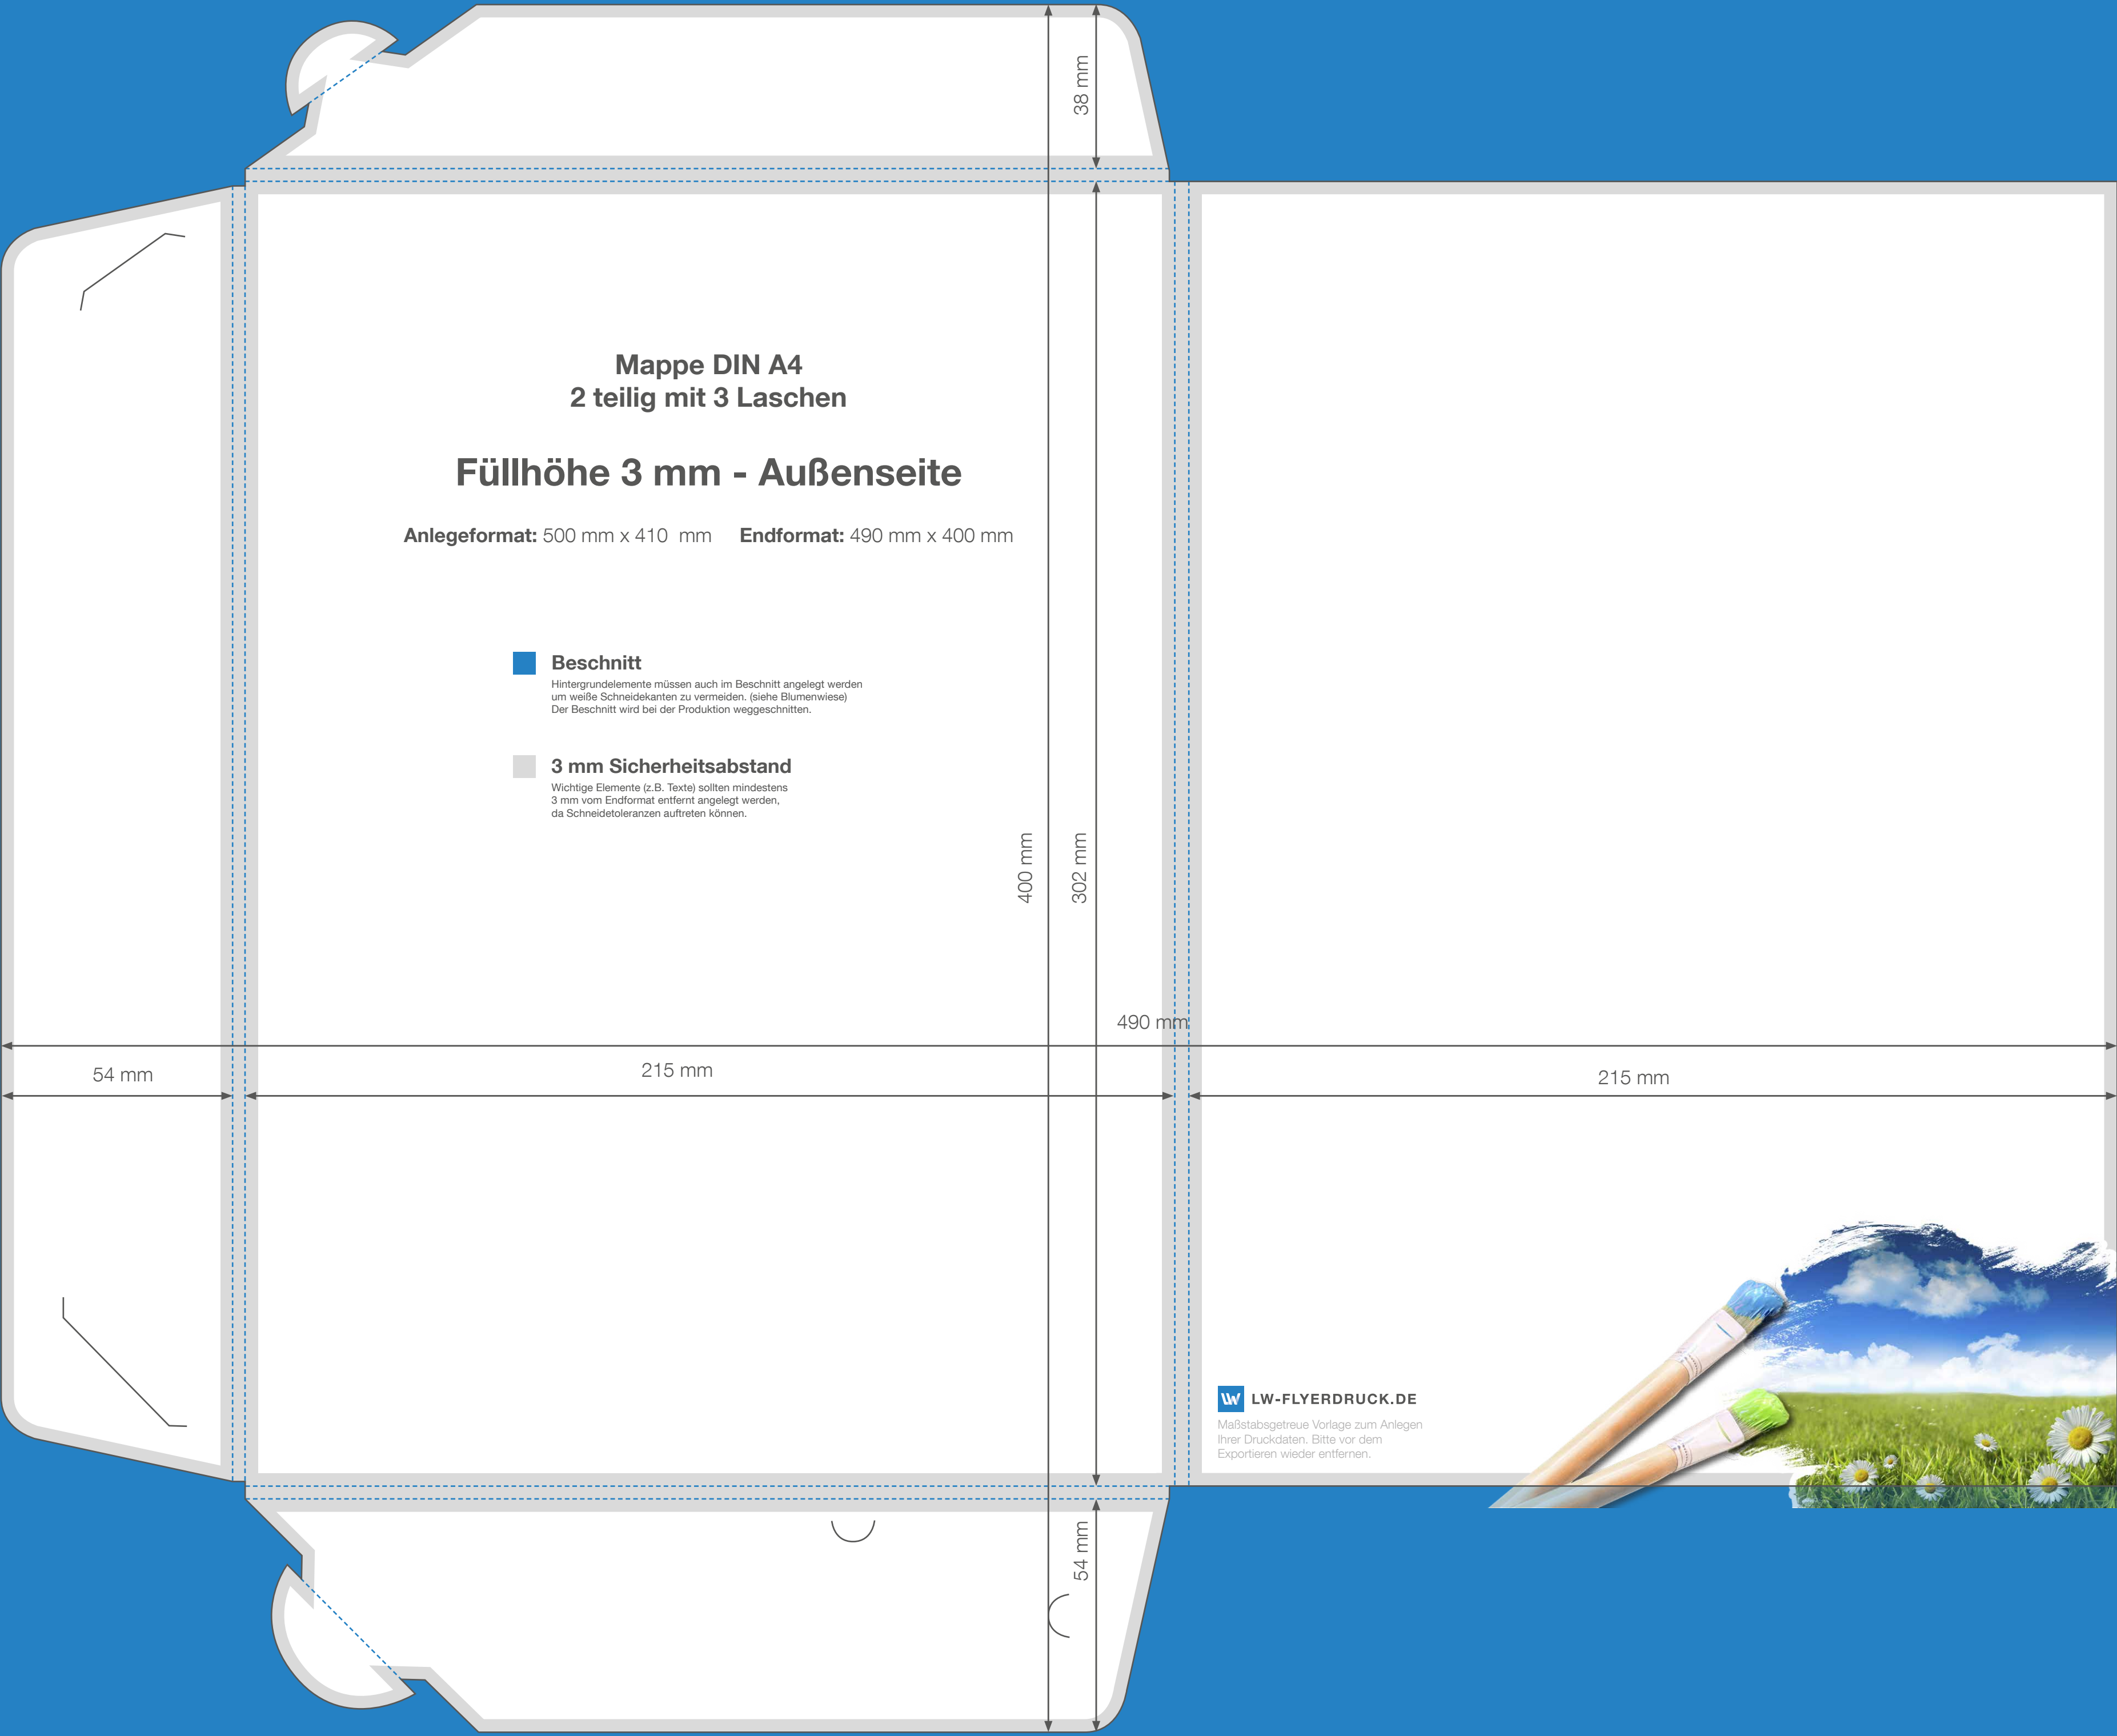 38 mm
Mappe DIN A4
2 teilig mit 3 Laschen
Füllhöhe 3 mm - Außenseite
Anlegeformat: 500 mm x 410  mm Endformat: 490 mm x 400 mm
Beschnitt
Hintergrundelemente müssen auch im Beschnitt angelegt werden
um weiße Schneidekanten zu vermeiden. (siehe Blumenwiese)
Der Beschnitt wird bei der Produktion weggeschnitten.
3 mm Sicherheitsabstand
Wichtige Elemente (z.B. Texte) sollten mindestens
3 mm vom Endformat entfernt angelegt werden,
da Schneidetoleranzen auftreten können.
400 mm
302 mm
490 mm
54 mm
215 mm
215 mm
LW LW-FLYERDRUCK.DE
Maßstabsgetreue Vorlage zum Anlegen
Ihrer Druckdaten. Bitte vor dem
Exportieren wieder entfernen.
54 mm